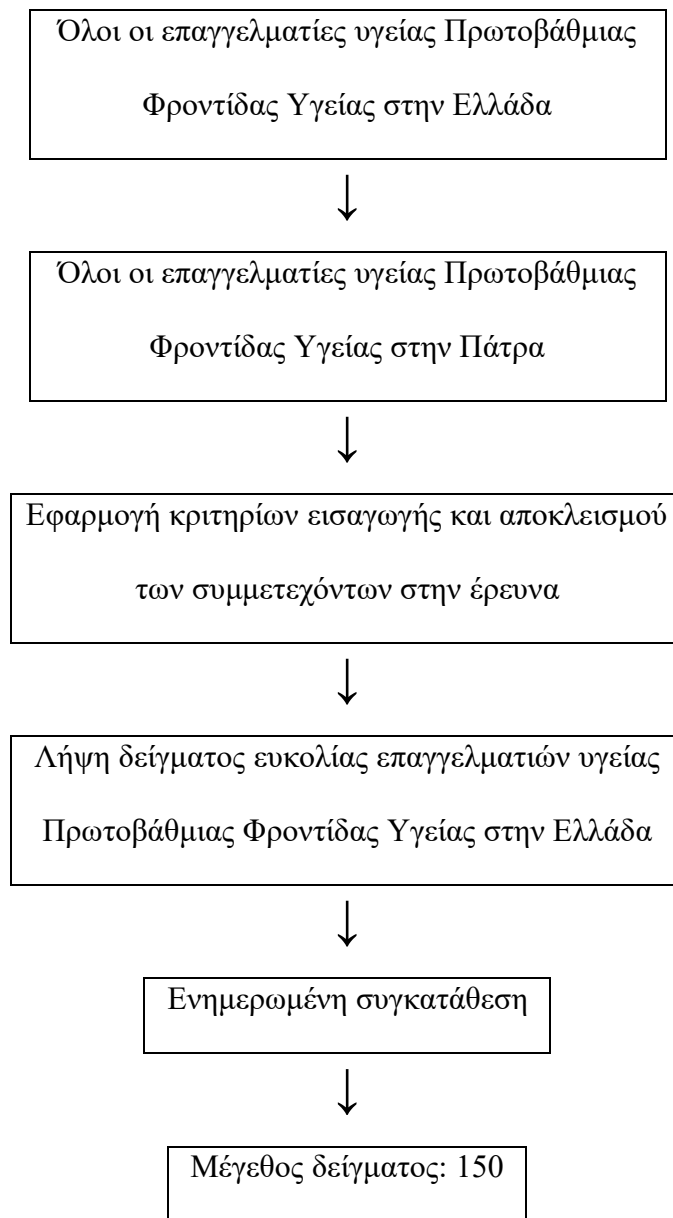 Όλοι οι επαγγελματίες υγείας Πρωτοβάθμιας
Φροντίδας Υγείας στην Ελλάδα
↓
Όλοι οι επαγγελματίες υγείας Πρωτοβάθμιας
Φροντίδας Υγείας στην Πάτρα
↓
Εφαρμογή κριτηρίων εισαγωγής και αποκλεισμού
των συμμετεχόντων στην έρευνα
↓
Λήψη δείγματος ευκολίας επαγγελματιών υγείας
Πρωτοβάθμιας Φροντίδας Υγείας στην Ελλάδα
↓
Ενημερωμένη συγκατάθεση
↓
Μέγεθος δείγματος: 150